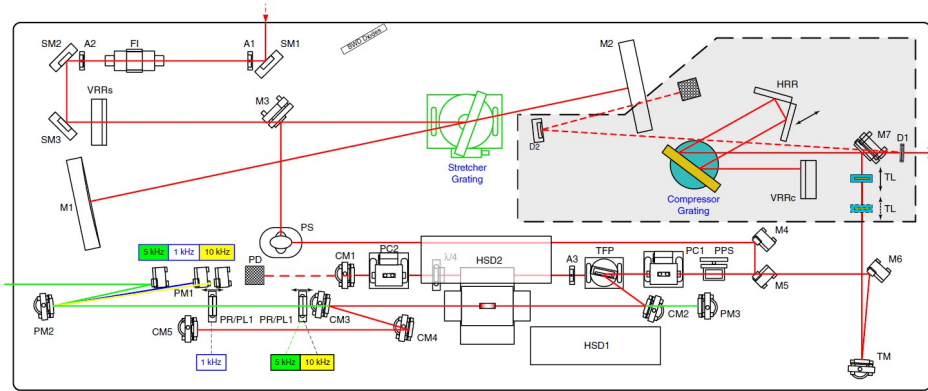 SM2 A2 FI A1 SM1
BWD Diodes
M2
VRRs
HRR
M3
SM3
M7 D1
D2
Stretcher
Grating
TL
Compressor
Grating
VRRc
TL
M1
PS
M4
5 kHz 1 kHz 10 kHz
PD
CM1
PC2
λ/4
HSD2
A3
TFP
PC1 PPS
M6
PM1
M5
PM2
CM5
PR/PL1
PR/PL1
CM3
CM4
CM2
PM3
HSD1
TM
1 kHz
5 kHz 10 kHz